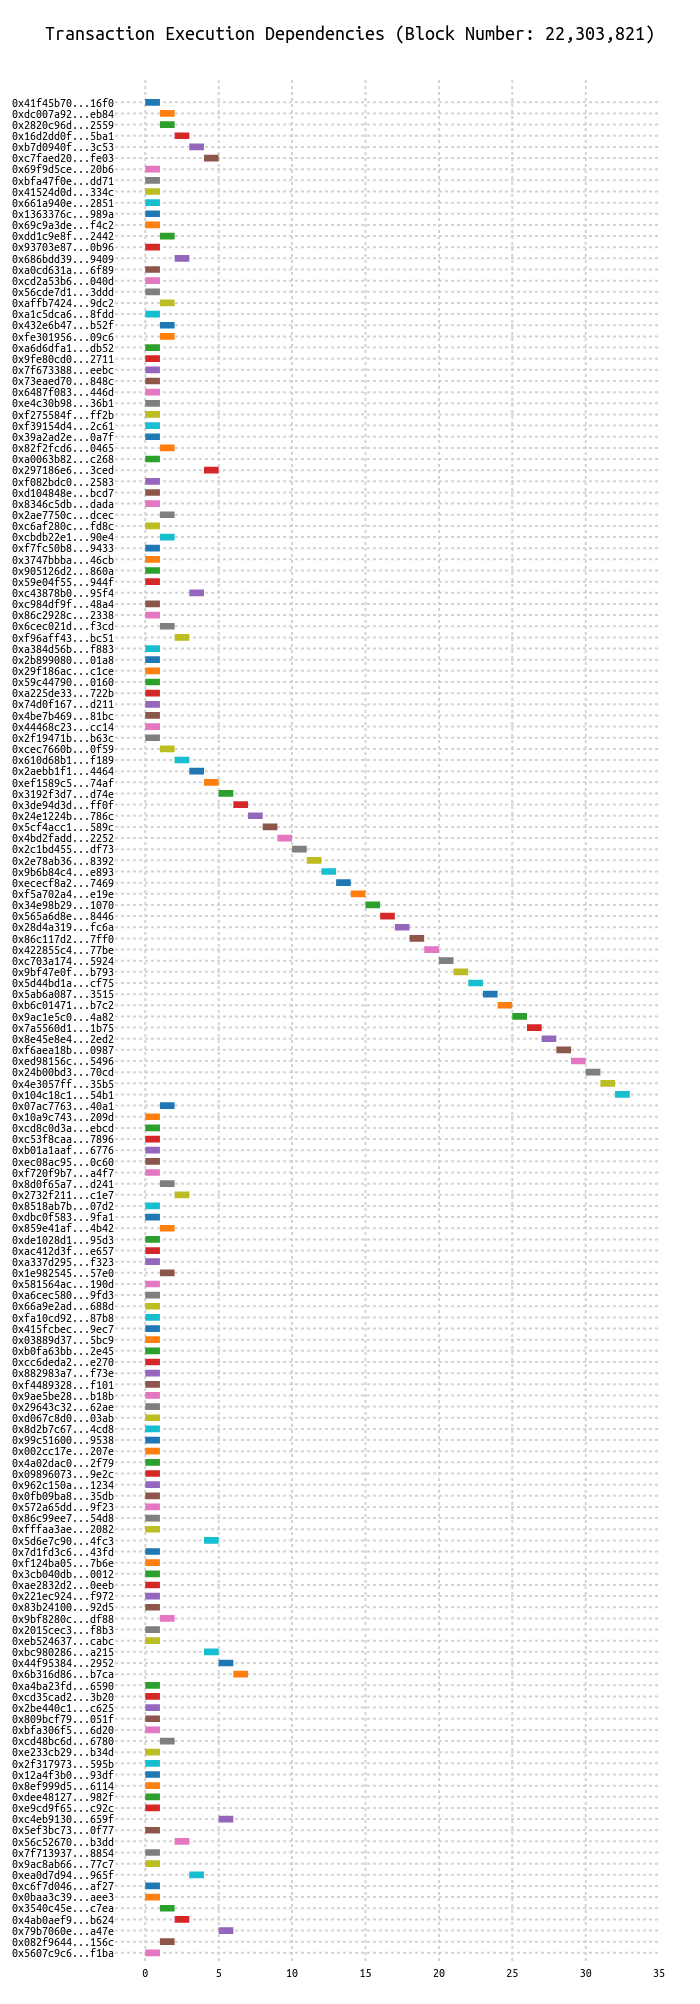 Transaction Execution Dependencies (Block Number: 22,303,821)
0x41f45b70...16f0
0xdc007a92...eb84
0x2820c96d...2559
0x16d2dd0f...5ba1
0xb7d0940f...3c53
0xc7faed20...fe03
0x69f9d5ce...20b6
0xbfa47f0e...dd71
0x41524d0d...334c
0x661a940e...2851
0x1363376c...989a
0x69c9a3de...f4c2
0xdd1c9e8f...2442
0x93703e87...0b96
0x686bdd39...9409
0xa0cd631a...6f89
0xcd2a53b6...040d
0x56cde7d1...3ddd
0xaffb7424...9dc2
0xa1c5dca6...8fdd
0x432e6b47...b52f
0xfe301956...09c6
0xa6d6dfa1...db52
0x9fe80cd0...2711
0x7f673388...eebc
0x73eaed70...848c
0x6487f083...446d
0xe4c30b98...36b1
0xf275584f...ff2b
0xf39154d4...2c61
0x39a2ad2e...0a7f
0x82f2fcd6...0465
0xa0063b82...c268
0x297186e6...3ced
0xf082bdc0...2583
0xd104848e...bcd7
0x8346c5db...dada
0x2ae7750c...dcec
0xc6af280c...fd8c
0xcbdb22e1...90e4
0xf7fc50b8...9433
0x3747bbba...46cb
0x905126d2...860a
0x59e04f55...944f
0xc43878b0...95f4
0xc984df9f...48a4
0x86c2928c...2338
0x6cec021d...f3cd
0xf96aff43...bc51
0xa384d56b...f883
0x2b899080...01a8
0x29f186ac...c1ce
0x59c44790...0160
0xa225de33...722b
0x74d0f167...d211
0x4be7b469...81bc
0x44468c23...cc14
0x2f19471b...b63c
0xcec7660b...0f59
0x610d68b1...f189
0x2aebb1f1...4464
0xef1589c5...74af
0x3192f3d7...d74e
0x3de94d3d...ff0f
0x24e1224b...786c
0x5cf4acc1...589c
0x4bd2fadd...2252
0x2c1bd455...df73
0x2e78ab36...8392
0x9b6b84c4...e893
0xececf8a2...7469
0xf5a702a4...e19e
0x34e98b29...1070
0x565a6d8e...8446
0x28d4a319...fc6a
0x86c117d2...7ff0
0x422855c4...77be
0xc703a174...5924
0x9bf47e0f...b793
0x5d44bd1a...cf75
0x5ab6a087...3515
0xb6c01471...b7c2
0x9ac1e5c0...4a82
0x7a5560d1...1b75
0x8e45e8e4...2ed2
0xf6aea18b...0987
0xed98156c...5496
0x24b00bd3...70cd
0x4e3057ff...35b5
0x104c18c1...54b1
0x07ac7763...40a1
0x10a9c743...209d
0xcd8c0d3a...ebcd
0xc53f8caa...7896
0xb01a1aaf...6776
0xec08ac95...0c60
0xf720f9b7...a4f7
0x8d0f65a7...d241
0x2732f211...c1e7
0x8518ab7b...07d2
0xdbc0f583...9fa1
0x859e41af...4b42
0xde1028d1...95d3
0xac412d3f...e657
0xa337d295...f323
0x1e982545...57e0
0x581564ac...190d
0xa6cec580...9fd3
0x66a9e2ad...688d
0xfa10cd92...87b8
0x415fcbec...9ec7
0x03889d37...5bc9
0xb0fa63bb...2e45
0xcc6deda2...e270
0x882983a7...f73e
0xf4489328...f101
0x9ae5be28...b18b
0x29643c32...62ae
0xd067c8d0...03ab
0x8d2b7c67...4cd8
0x99c51600...9538
0x002cc17e...207e
0x4a02dac0...2f79
0x09896073...9e2c
0x962c150a...1234
0x0fb09ba8...35db
0x572a65dd...9f23
0x86c99ee7...54d8
0xfffaa3ae...2082
0x5d6e7c90...4fc3
0x7d1fd3c6...43fd
0xf124ba05...7b6e
0x3cb040db...0012
0xae2832d2...0eeb
0x221ec924...f972
0x83b24100...92d5
0x9bf8280c...df88
0x2015cec3...f8b3
0xeb524637...cabc
0xbc980286...a215
0x44f95384...2952
0x6b316d86...b7ca
0xa4ba23fd...6590
0xcd35cad2...3b20
0x2be440c1...c625
0x809bcf79...051f
0xbfa306f5...6d20
0xcd48bc6d...6780
0xe233cb29...b34d
0x2f317973...595b
0x12a4f3b0...93df
0x8ef999d5...6114
0xdee48127...982f
0xe9cd9f65...c92c
0xc4eb9130...659f
0x5ef3bc73...0f77
0x56c52670...b3dd
0x7f713937...8854
0x9ac8ab66...77c7
0xea0d7d94...965f
0xc6f7d046...af27
0x0baa3c39...aee3
0x3540c45e...c7ea
0x4ab0aef9...b624
0x79b7060e...a47e
0x082f9644...156c
0x5607c9c6...f1ba
0 5 10 15 20 25 30 35